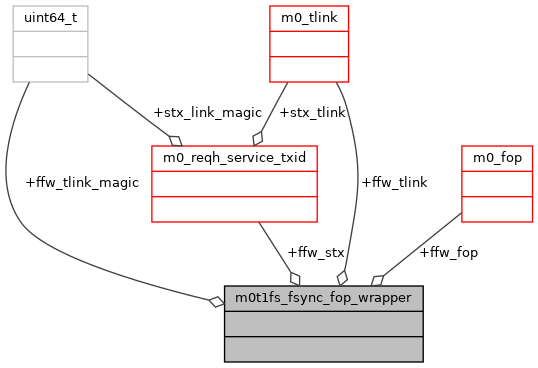 uint64_t
m0_tlink
+stx_link_magic
+stx_tlink
m0_reqh_service_txid
m0_fop
+ffw_tlink_magic
+ffw_tlink
+ffw_stx
+ffw_fop
m0t1fs_fsync_fop_wrapper